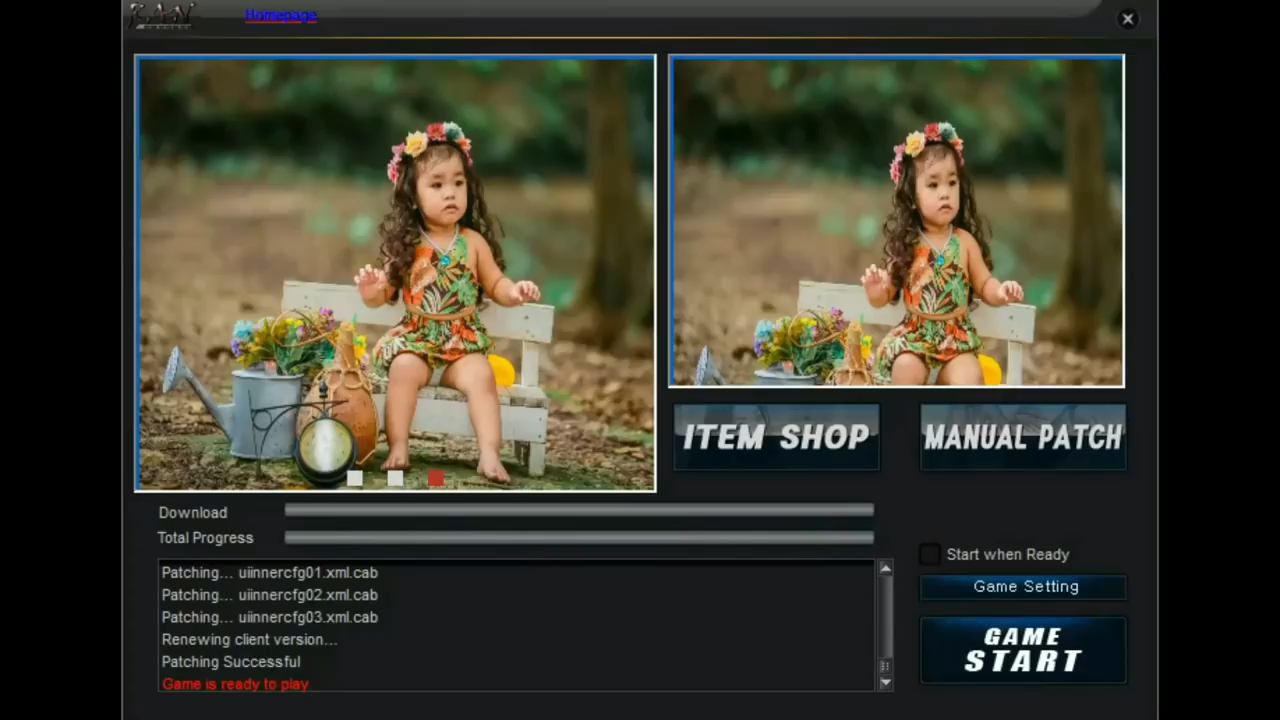 RAN
Homepage
ITEM SHOP
MANUAL PATCH
Download
Total Progress
Start when Ready
Patching... uiinnercfg01.xml.cab
Patching... uiinnercfg02.xml.cab
Patching... uiinnercfg03.xml.cab
Renewing client version...
Patching Successful
Game is ready to play
Game Setting
GAME
START